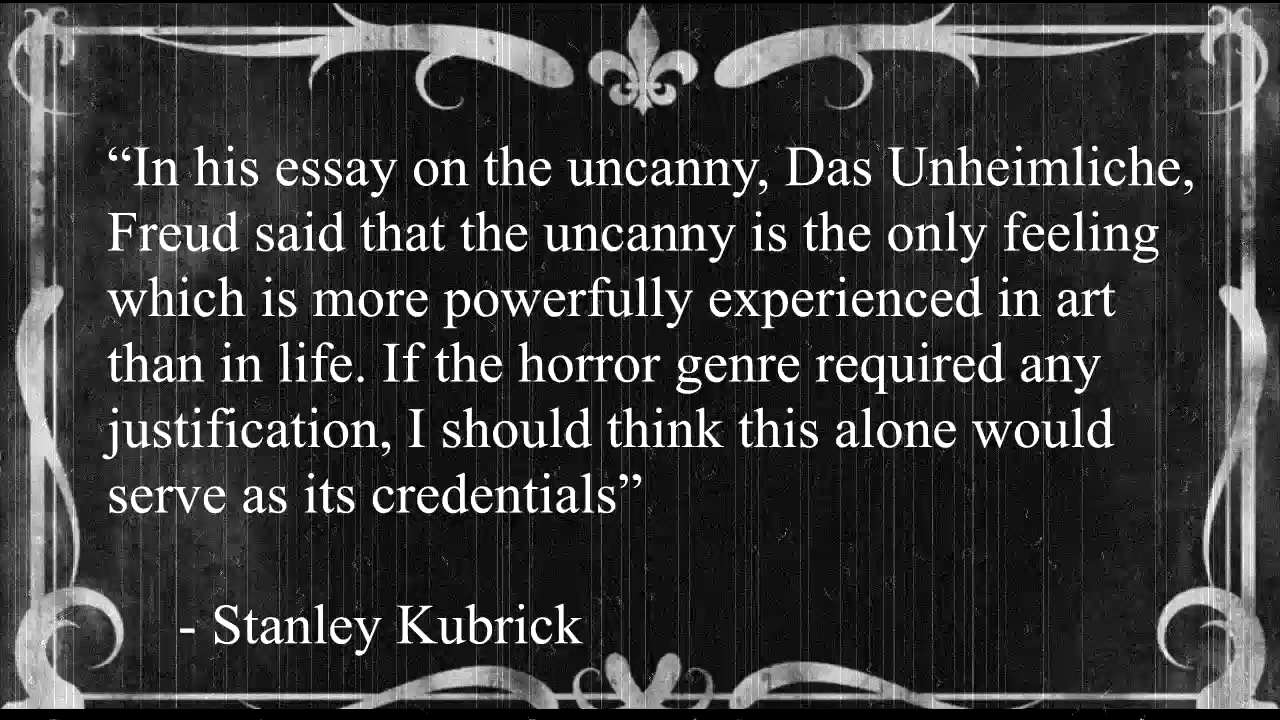 “In his essay on the uncanny, Das Unheimliche,
Freud said that the uncanny is the only feeling
which is more powerfully experienced in art
than in life. If the horror genre required any
justification, I should think this alone would
serve as its credentials”
- Stanley Kubrick